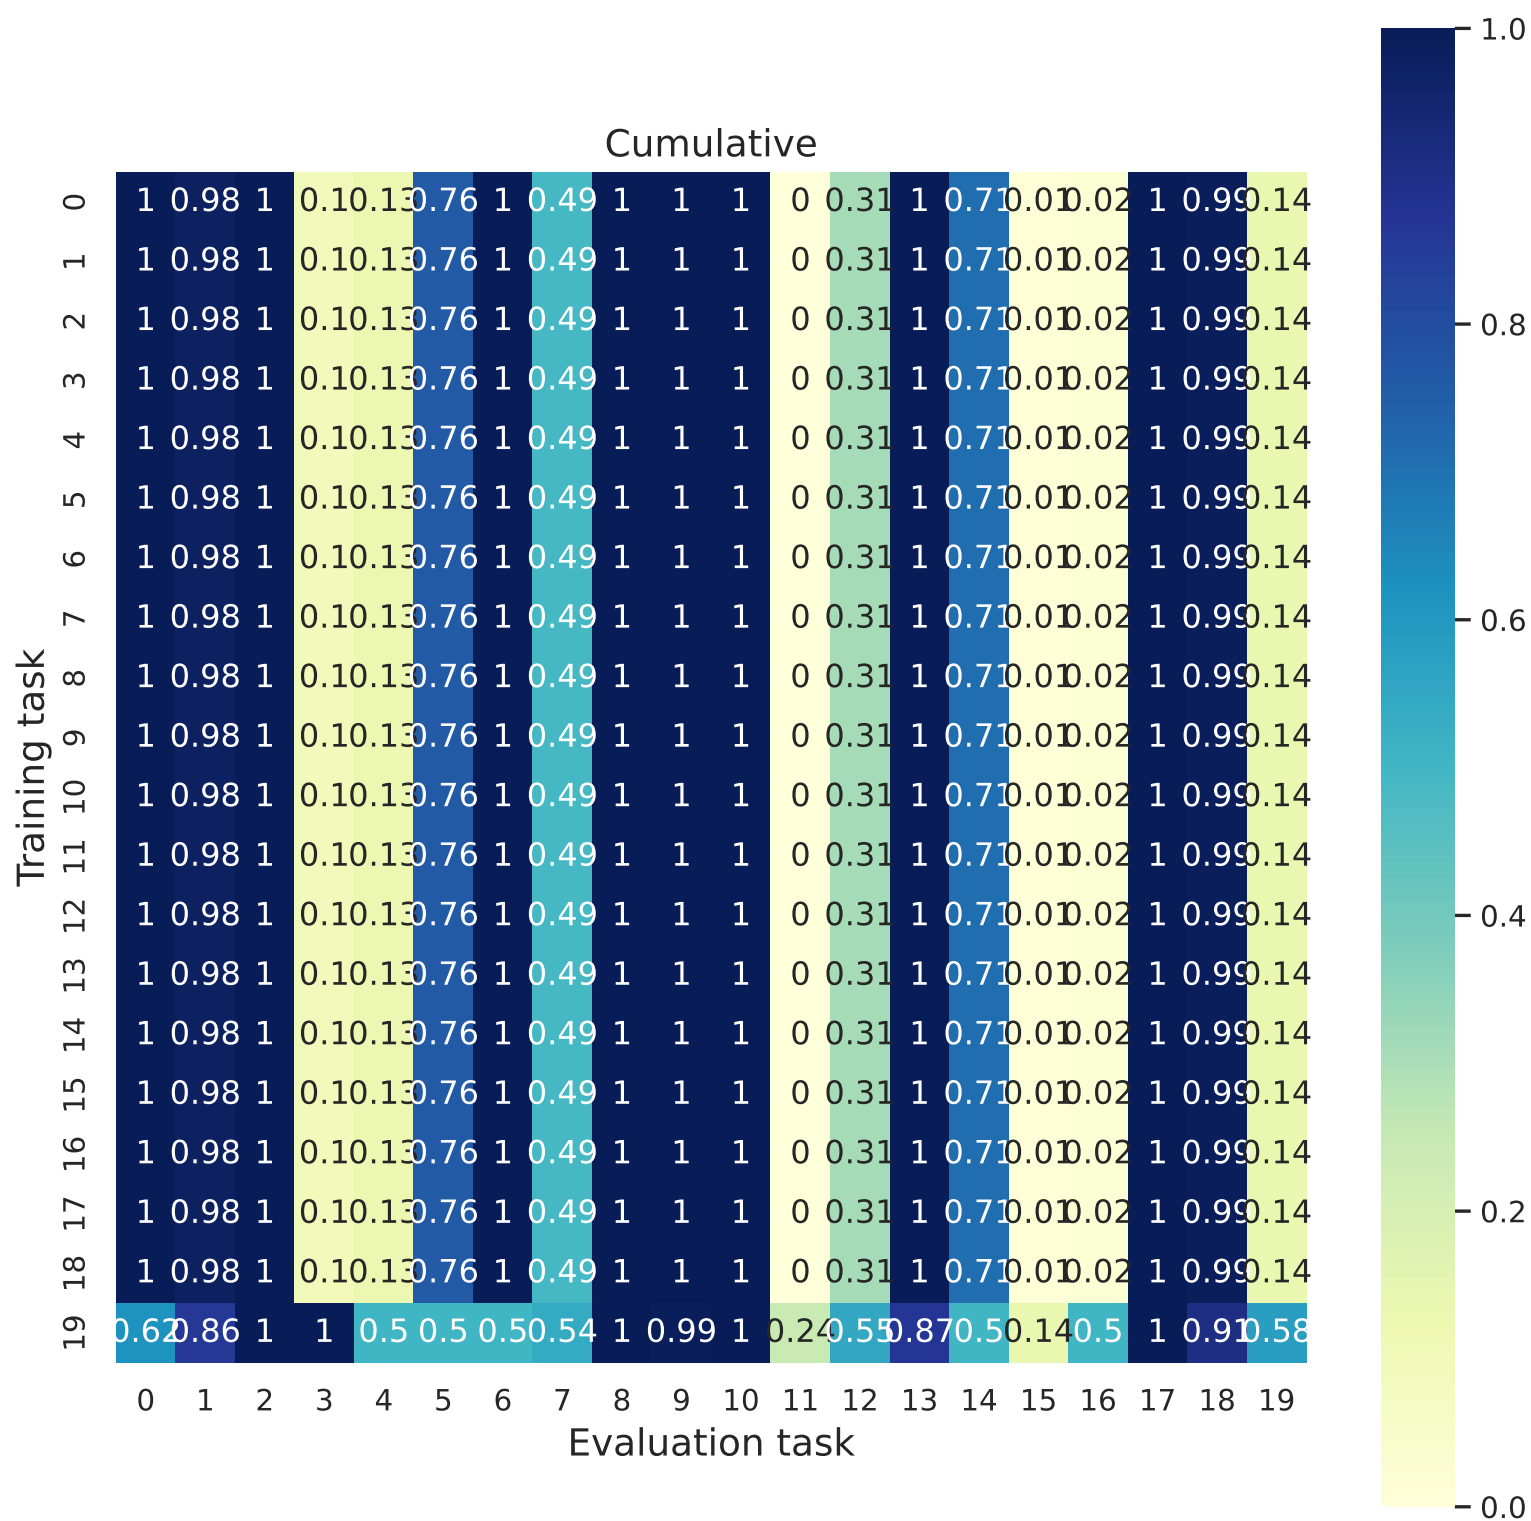 Cumulative
0 1 0.98 1 0.1 0.13 0.76 1 0.49 1 1 1 0 0.31 1 0.71 0.01 0.02 1 0.99 0.14
1 1 0.98 1 0.1 0.13 0.76 1 0.49 1 1 1 0 0.31 1 0.71 0.01 0.02 1 0.99 0.14
2 1 0.98 1 0.1 0.13 0.76 1 0.49 1 1 1 0 0.31 1 0.71 0.01 0.02 1 0.99 0.14
3 1 0.98 1 0.1 0.13 0.76 1 0.49 1 1 1 0 0.31 1 0.71 0.01 0.02 1 0.99 0.14
4 1 0.98 1 0.1 0.13 0.76 1 0.49 1 1 1 0 0.31 1 0.71 0.01 0.02 1 0.99 0.14
5 1 0.98 1 0.1 0.13 0.76 1 0.49 1 1 1 0 0.31 1 0.71 0.01 0.02 1 0.99 0.14
6 1 0.98 1 0.1 0.13 0.76 1 0.49 1 1 1 0 0.31 1 0.71 0.01 0.02 1 0.99 0.14
7 1 0.98 1 0.1 0.13 0.76 1 0.49 1 1 1 0 0.31 1 0.71 0.01 0.02 1 0.99 0.14
8 1 0.98 1 0.1 0.13 0.76 1 0.49 1 1 1 0 0.31 1 0.71 0.01 0.02 1 0.99 0.14
9 1 0.98 1 0.1 0.13 0.76 1 0.49 1 1 1 0 0.31 1 0.71 0.01 0.02 1 0.99 0.14
10 1 0.98 1 0.1 0.13 0.76 1 0.49 1 1 1 0 0.31 1 0.71 0.01 0.02 1 0.99 0.14
11 1 0.98 1 0.1 0.13 0.76 1 0.49 1 1 1 0 0.31 1 0.71 0.01 0.02 1 0.99 0.14
12 1 0.98 1 0.1 0.13 0.76 1 0.49 1 1 1 0 0.31 1 0.71 0.01 0.02 1 0.99 0.14
13 1 0.98 1 0.1 0.13 0.76 1 0.49 1 1 1 0 0.31 1 0.71 0.01 0.02 1 0.99 0.14
14 1 0.98 1 0.1 0.13 0.76 1 0.49 1 1 1 0 0.31 1 0.71 0.01 0.02 1 0.99 0.14
15 1 0.98 1 0.1 0.13 0.76 1 0.49 1 1 1 0 0.31 1 0.71 0.01 0.02 1 0.99 0.14
16 1 0.98 1 0.1 0.13 0.76 1 0.49 1 1 1 0 0.31 1 0.71 0.01 0.02 1 0.99 0.14
17 1 0.98 1 0.1 0.13 0.76 1 0.49 1 1 1 0 0.31 1 0.71 0.01 0.02 1 0.99 0.14
18 1 0.98 1 0.1 0.13 0.76 1 0.49 1 1 1 0 0.31 1 0.71 0.01 0.02 1 0.99 0.14
19 0.62 0.86 1 1 0.5 0.5 0.5 0.54 1 0.99 1 0.24 0.55 0.87 0.5 0.14 0.5 1 0.91 0.58
0 1 2 3 4 5 6 7 8 9 10 11 12 13 14 15 16 17 18 19
Evaluation task
Training task
1.0
0.8
0.6
0.4
0.2
0.0